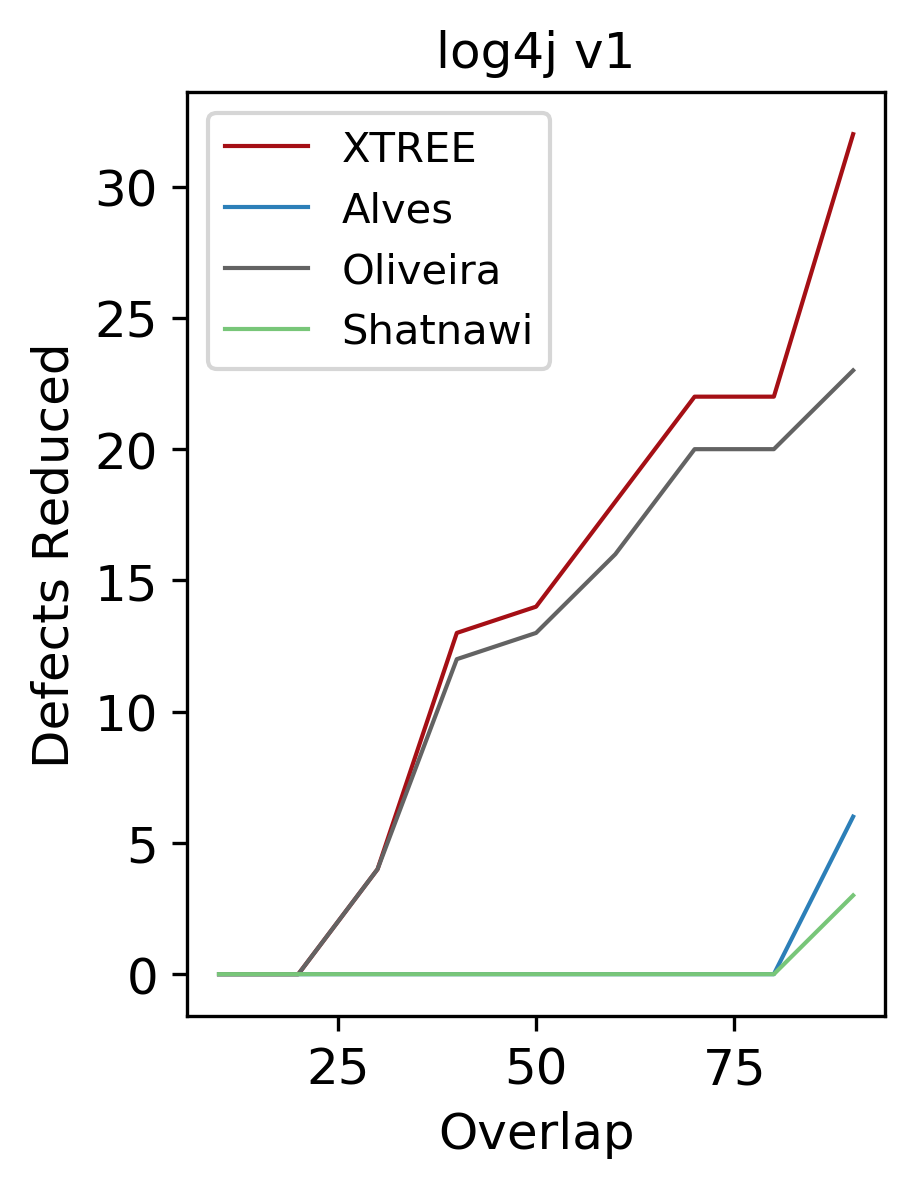 log4j v1
XTREE
Alves
Oliveira
Shatnawi
30
25
20
15
10
5
0
Defects Reduced
25 50 75
Overlap